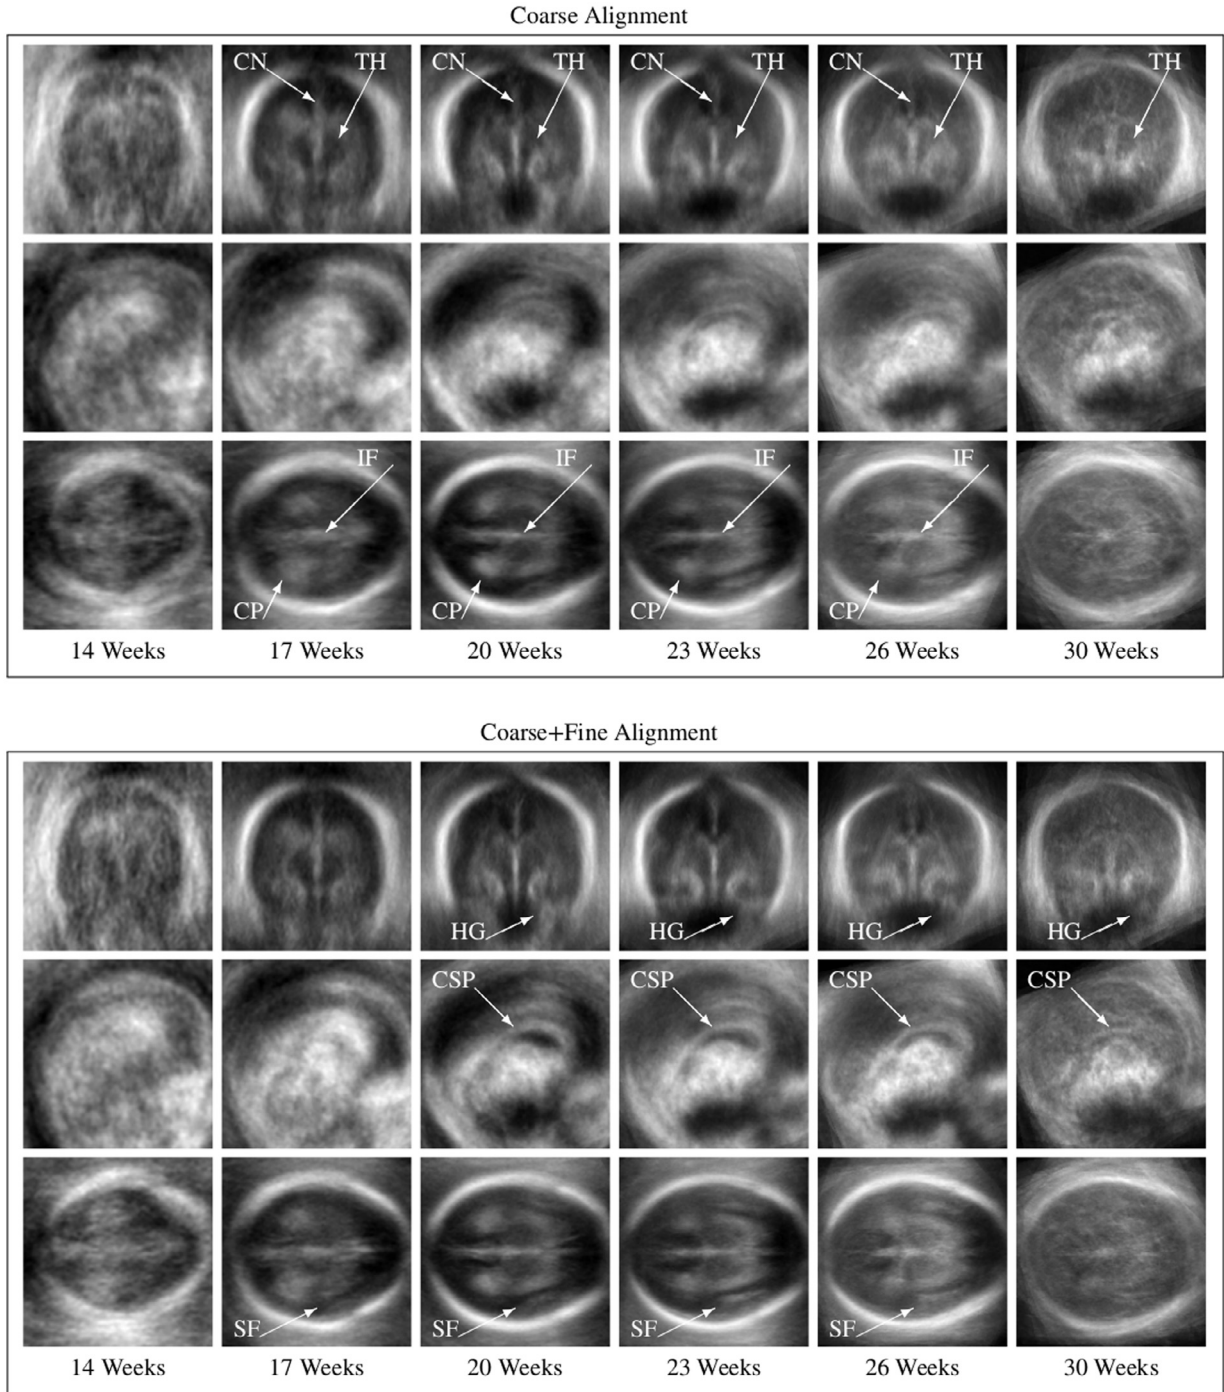 Coarse Alignment
CN TH CN TH CN TH CN TH TH
IF IF IF IF
CP CP CP CP
14 Weeks 17 Weeks 20 Weeks 23 Weeks 26 Weeks 30 Weeks
Coarse+Fine Alignment
HG HG HG HG
CSP CSP CSP CSP
SF SF SF SF
14 Weeks 17 Weeks 20 Weeks 23 Weeks 26 Weeks 30 Weeks